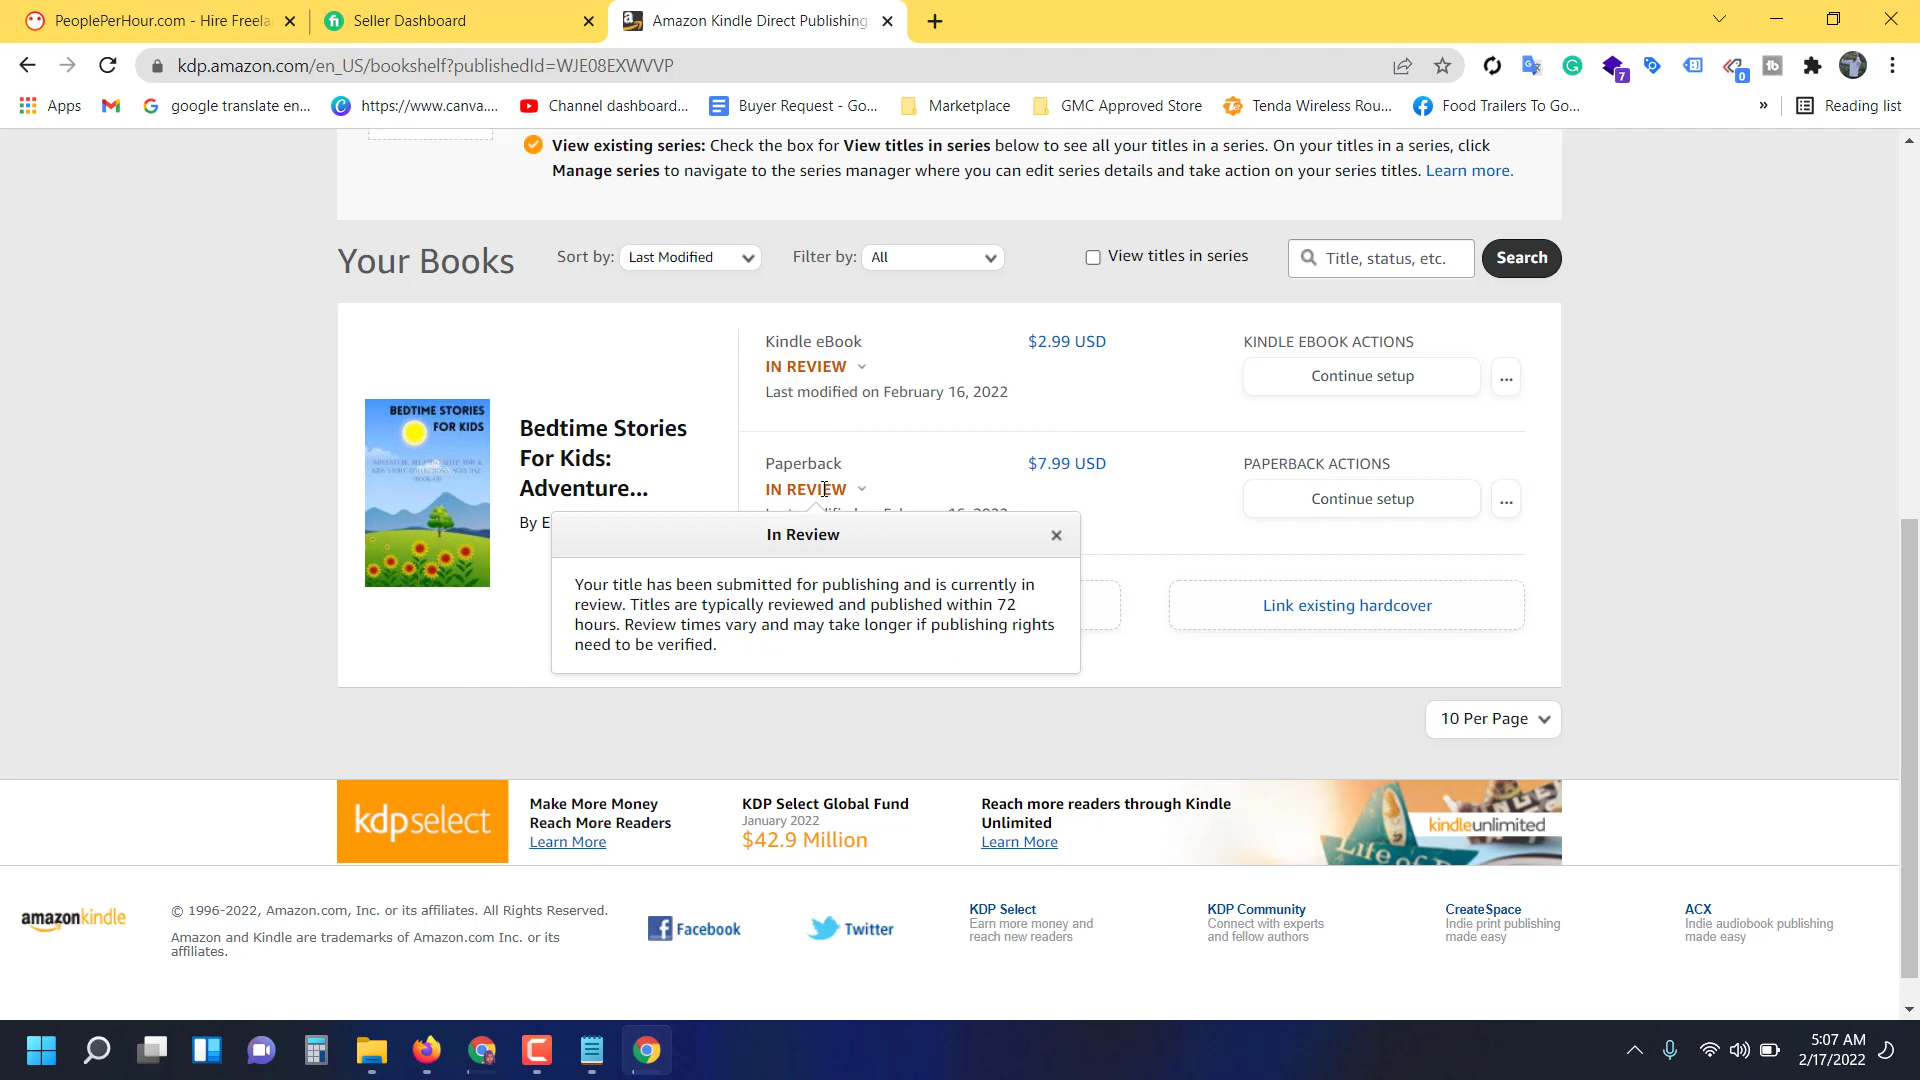 PeoplePerHour.com - Hire Freela
Seller Dashboard
Amazon Kindle Direct Publishing
kdp.amazon.com/en_US/bookshelf?publishedId=WJE08EXWVVP
7
0
Apps
google translate en...
https://www.canva....
Channel dashboard...
Buyer Request - Go...
Marketplace
GMC Approved Store
Tenda Wireless Rou...
Food Trailers To Go...
»
Reading list
View existing series: Check the box for View titles in series below to see all your titles in a series. On your titles in a series, click
Manage series to navigate to the series manager where you can edit series details and take action on your series titles. Learn more.
Your Books
Sort by:
Last Modified
Filter by:
All
View titles in series
Title, status, etc.
Search
BEDTIME STORIES
FOR KIDS
Bedtime Stories
For Kids:
Adventure...
By E
Kindle eBook
$2.99 USD
IN REVIEW
Last modified on February 16, 2022
KINDLE EBOOK ACTIONS
Continue setup
...
Paperback
$7.99 USD
IN REVIEW
PAPERBACK ACTIONS
Continue setup
...
In Review
Your title has been submitted for publishing and is currently in
review. Titles are typically reviewed and published within 72
hours. Review times vary and may take longer if publishing rights
need to be verified.
Link existing hardcover
10 Per Page
kdpselect
Make More Money
Reach More Readers
Learn More
KDP Select Global Fund
January 2022
$42.9 Million
Reach more readers through Kindle
Unlimited
Learn More
kindleunlimited
amazonkindle
© 1996-2022, Amazon.com, Inc. or its affiliates. All Rights Reserved.
Amazon and Kindle are trademarks of Amazon.com Inc. or its
affiliates.
Facebook
Twitter
KDP Select
Earn more money and
reach new readers
KDP Community
Connect with experts
and fellow authors
CreateSpace
Indie print publishing
made easy
ACX
Indie audiobook publishing
made easy
5:07 AM
2/17/2022